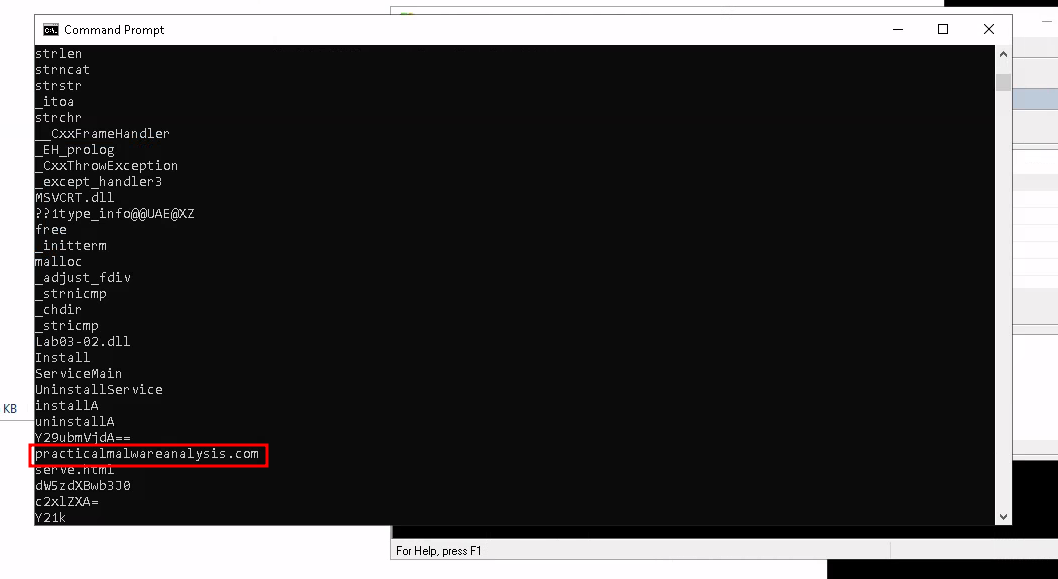 Command Prompt
strlen
strncat
strstr
_itoa
strchr
__CxxFrameHandler
_EH_prolog
_CxxThrowException
_except_handler3
MSVCRT.dll
??1type_info@@UAE@XZ
free
_initterm
malloc
_adjust_fdiv
_strnicmp
_chdir
_stricmp
Lab03-02.dll
Install
ServiceMain
UninstallService
installA
uninstallA
Y29ubmVjdA==
practicalmalwareanalysis.com
serve.html
dW5zdXBwb3J0
c2xlZXA=
Y21k
KB
For Help, press F1